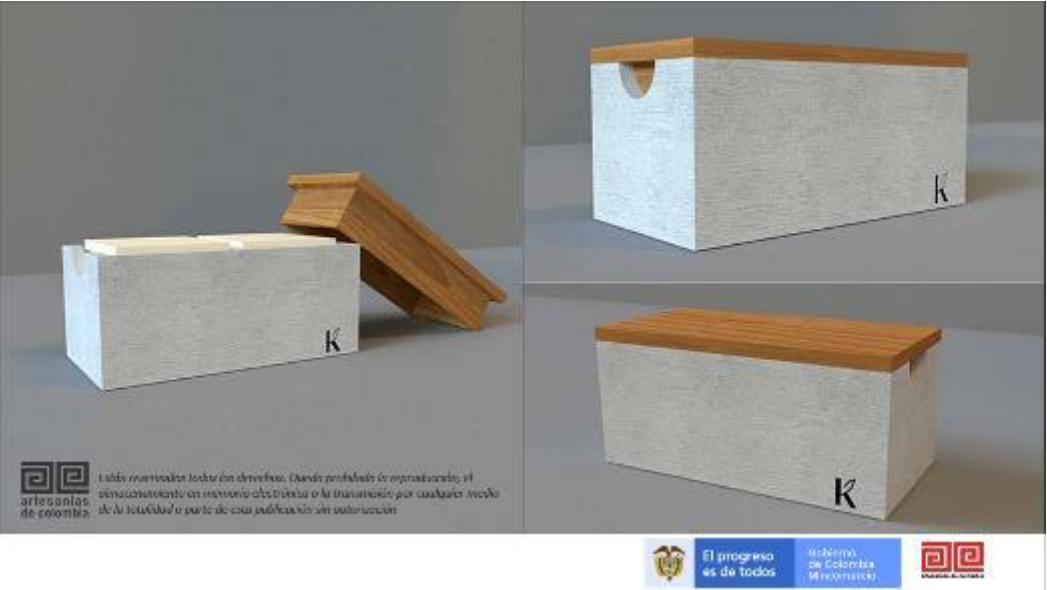 K
K
K
artesanías
de colombia
Están reservados todos los derechos. Queda prohibida la reproducción, el
almacenamiento en memoria electrónica o la transmisión por cualquier medio
de la totalidad o parte de esta publicación sin autorización
El progreso
es de todos
Gobierno
de Colombia
Mincomercio